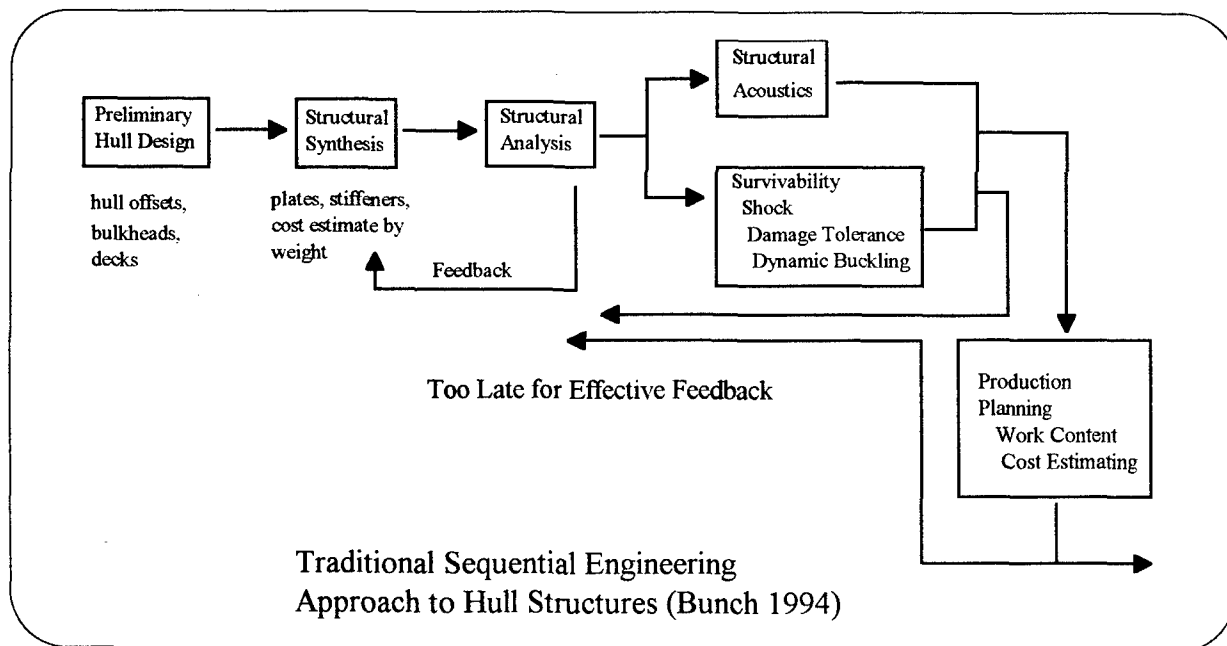 Preliminary
Hull Design
hull offsets,
bulkheads,
decks
Structural
Synthesis
plates, stiffeners,
cost estimate by
weight
Structural
Analysis
Feedback
Structural
Acoustics
Survivability
Shock
Damage Tolerance
Dynamic Buckling
Too Late for Effective Feedback
Production
Planning
Work Content
Cost Estimating
Traditional Sequential Engineering
Approach to Hull Structures (Bunch 1994)